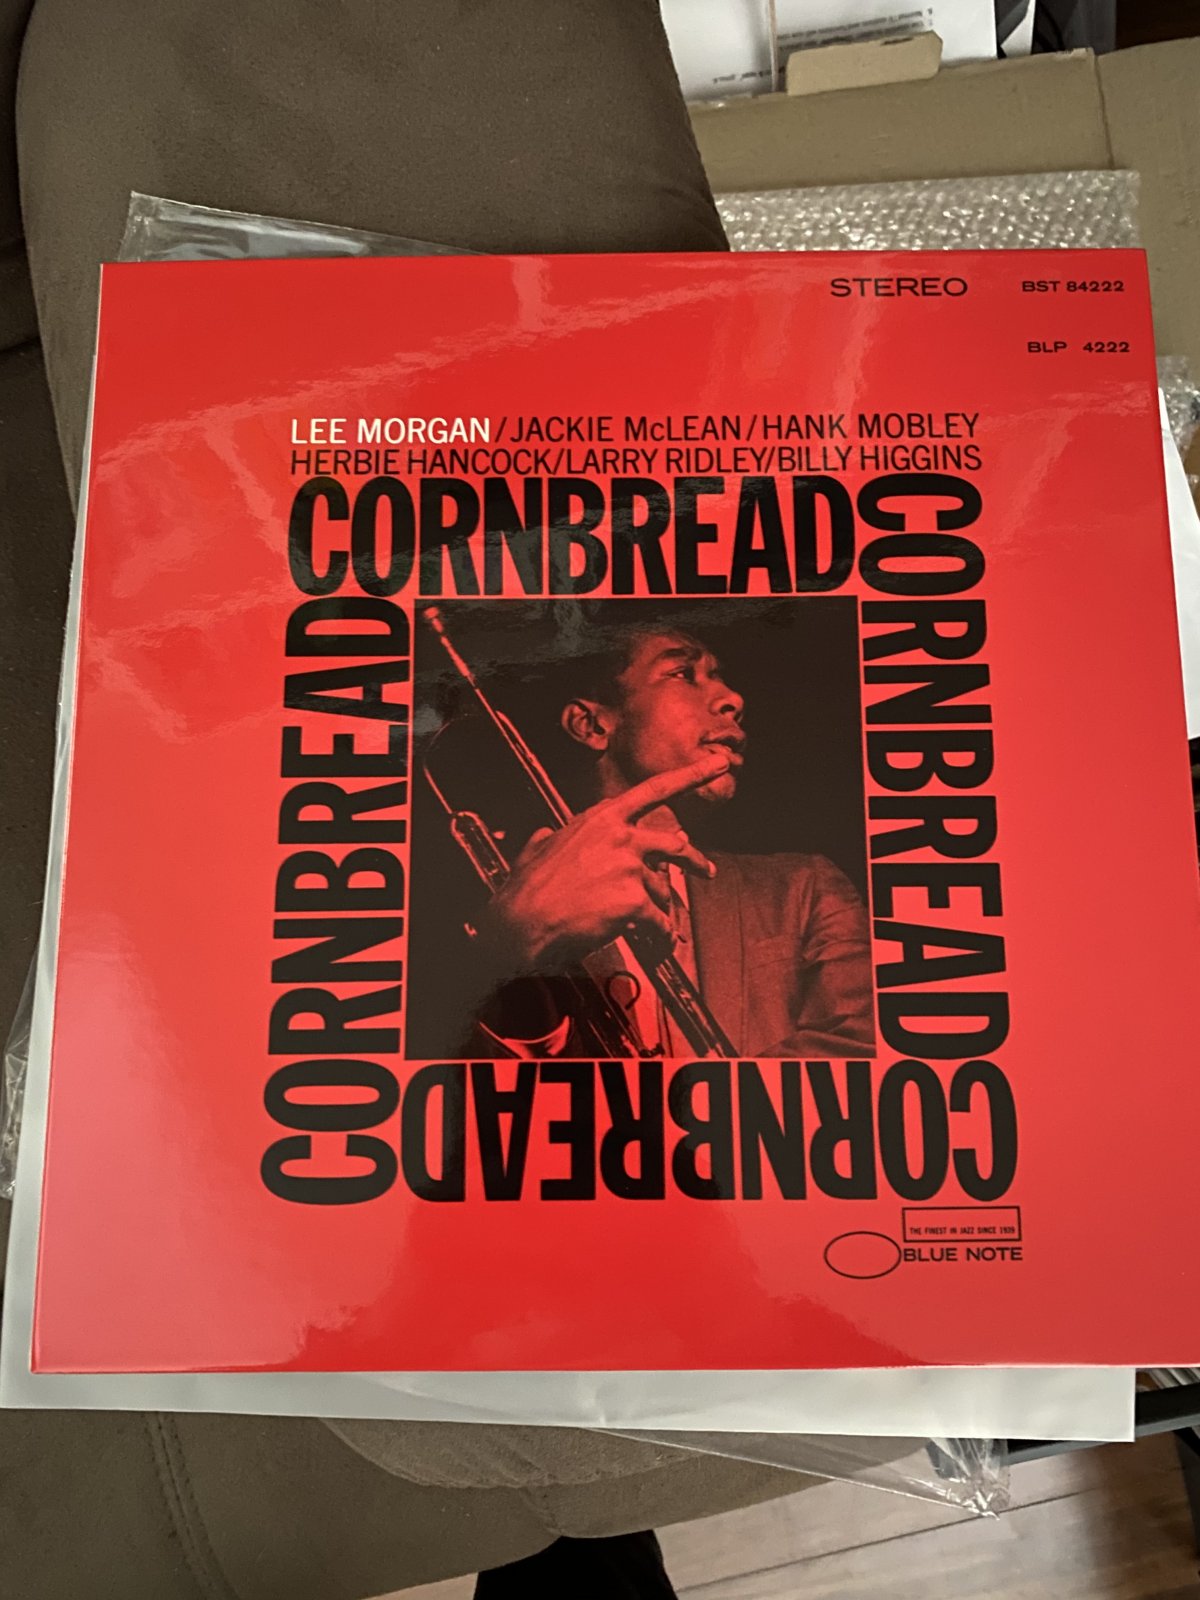 STEREO
BST 84222
BLP 4222
LEE MORGAN/JACKIE McLEAN/HANK MOBLEY
HERBIE HANCOCK/LARRY RIDLEY/BILLY HIGGINS
CORNBREAD
CORNBREAD
CORNBREAD
CORNBREAD
THE FINEST IN JAZZ SINCE 1939
BLUE NOTE